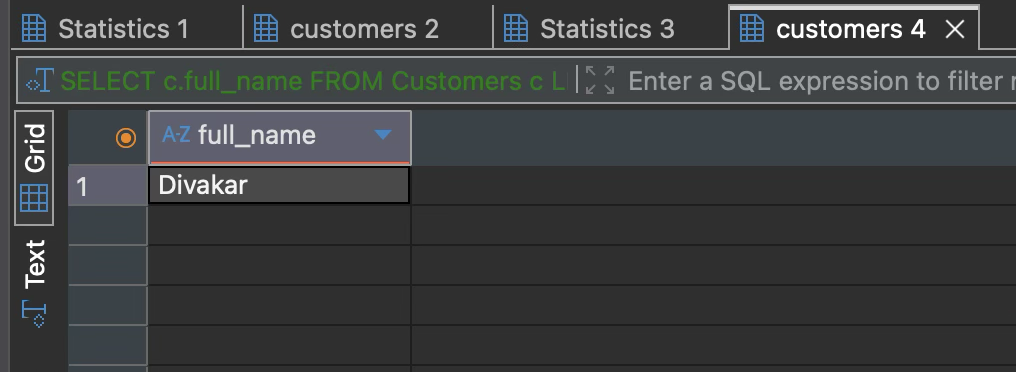 Statistics 1 customers 2 Statistics 3 customers 4
SELECT c.full_name FROM Customers c L Enter a SQL expression to filter
Grid
A-Z full_name
1 Divakar
Text